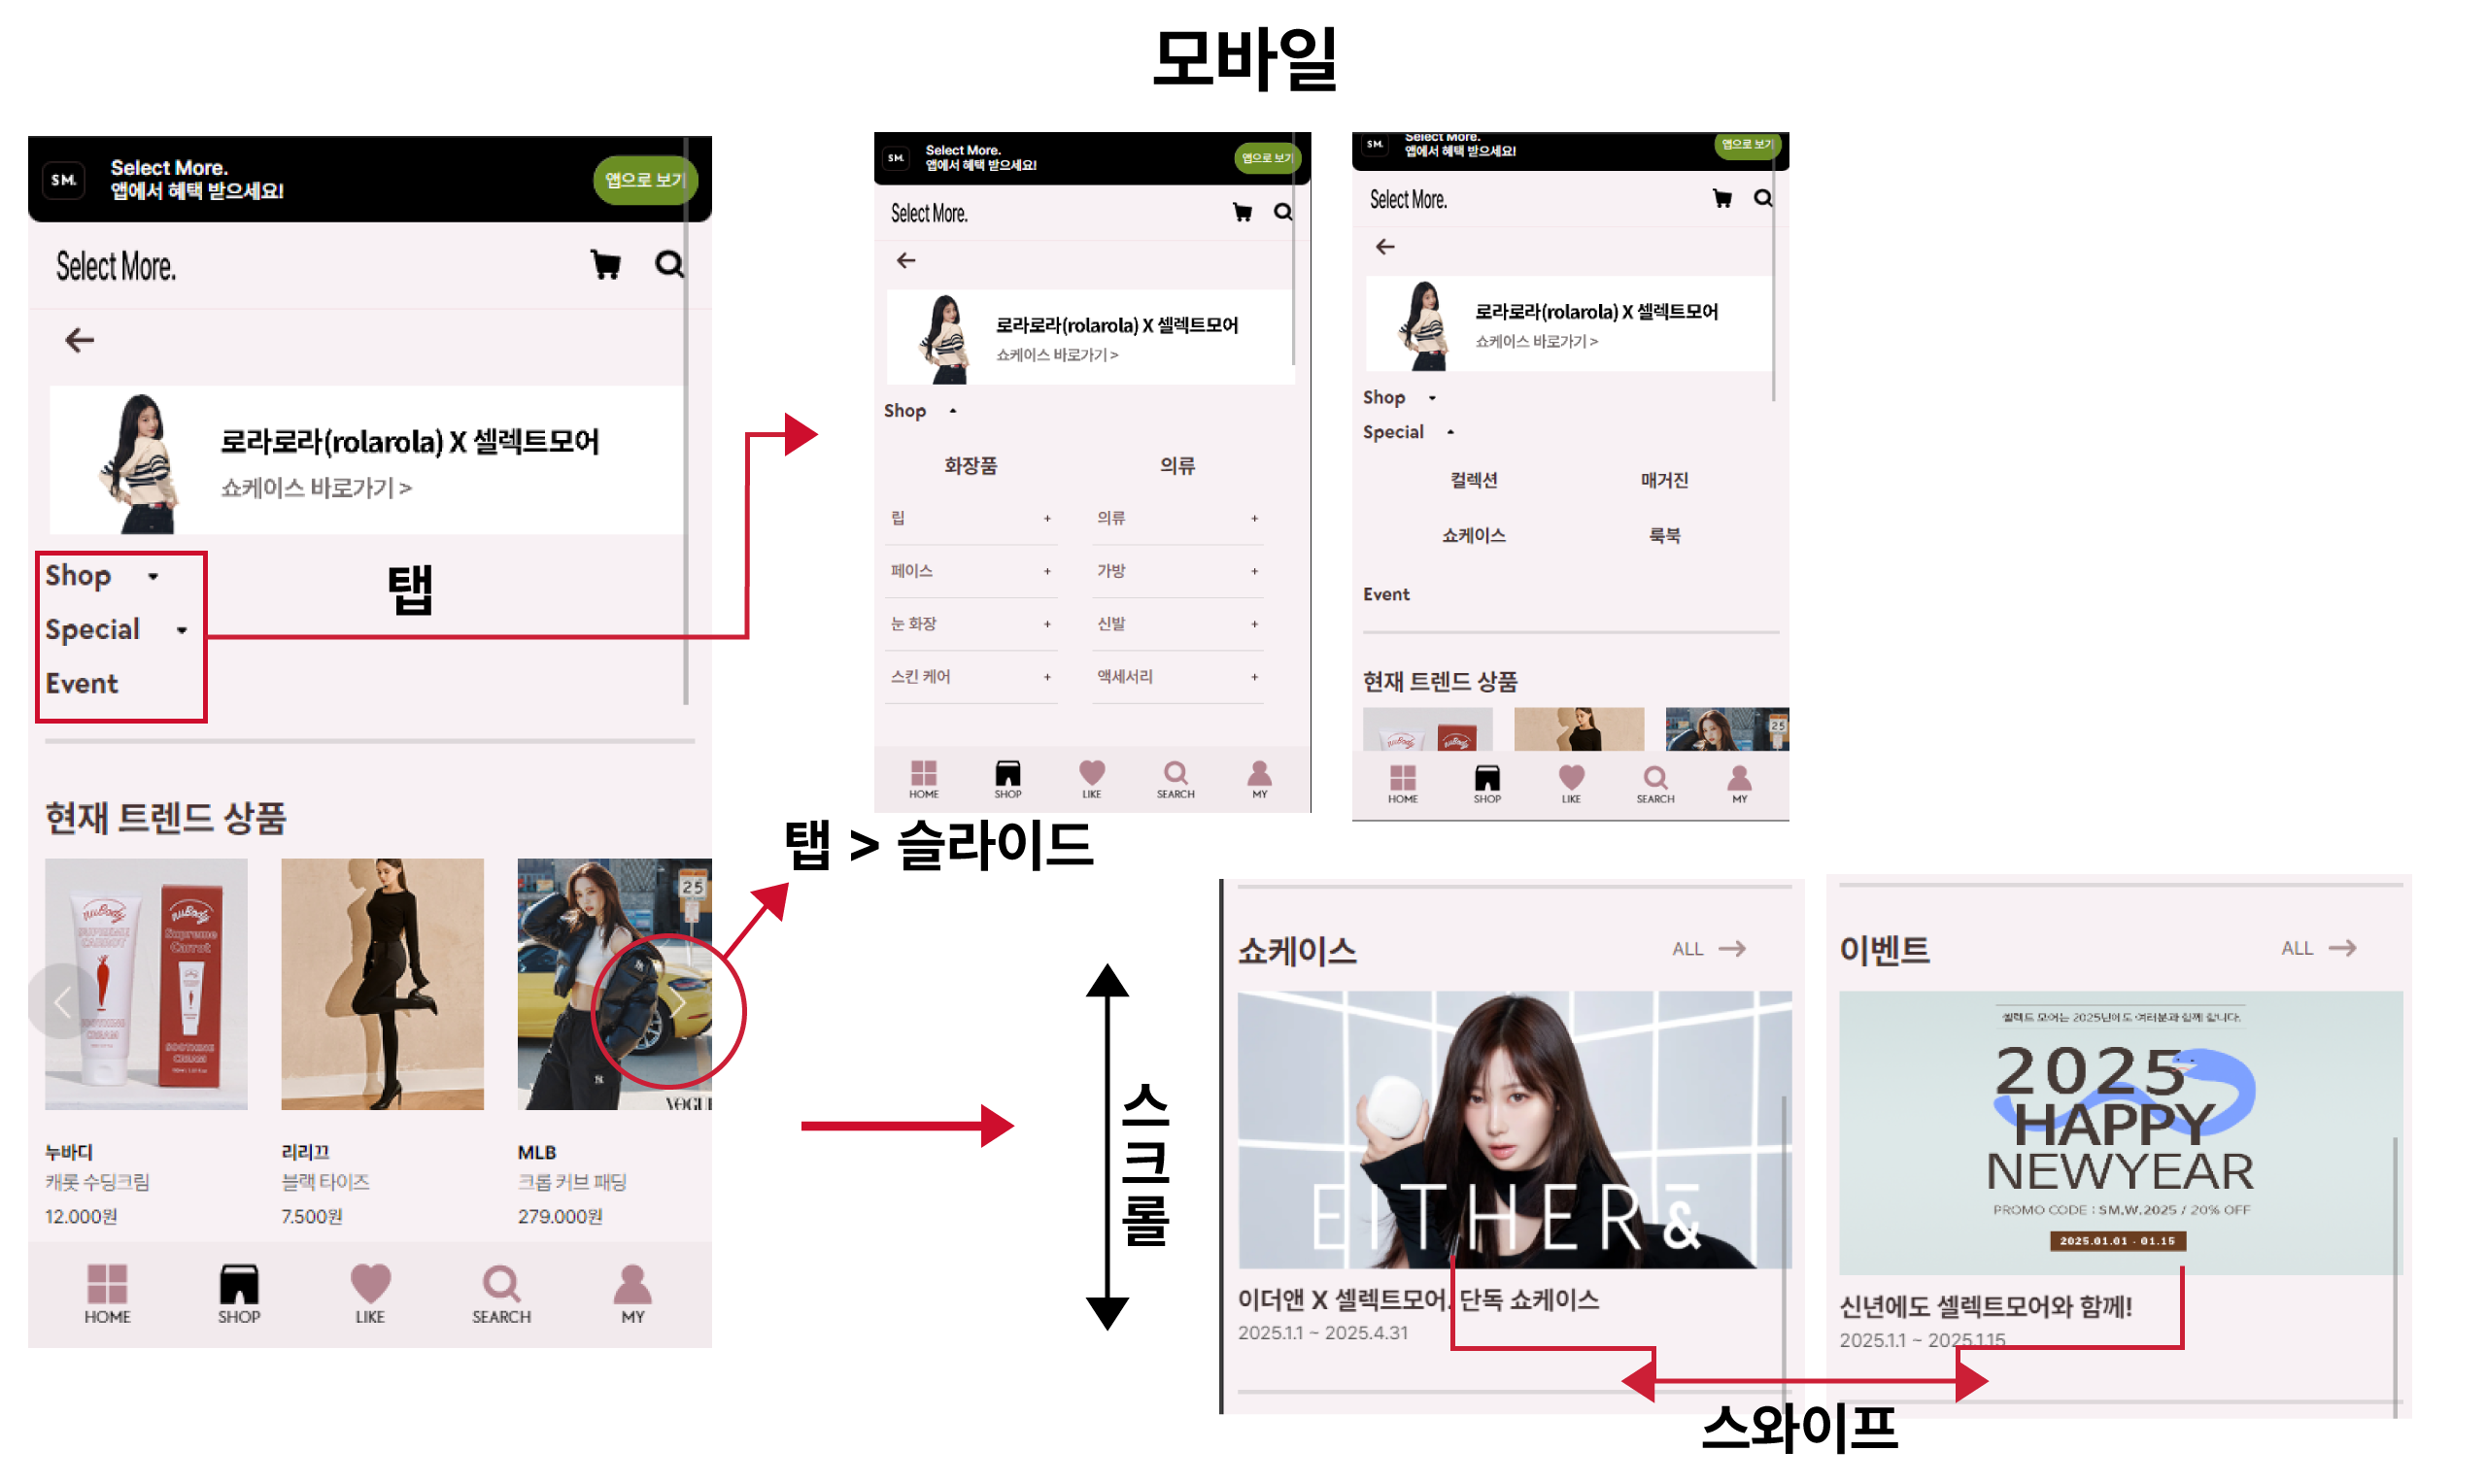 모바일
SM.
Select More.
앱에서 혜택 받으세요!
앱으로 보기
Select More.
로라로라(rolarola) X 셀렉트모어
쇼케이스 바로가기 >
Shop
Special
Event
탭
현재 트렌드 상품
nuBody
SUPREME
CARROT
SOOTHING
CREAM
nuBody
Supreme
Carrot
SOOTHING
CREAM
25
VOGUE
누바디
캐롯 수딩크림
12.000원
리리끄
블랙 타이즈
7.500원
MLB
크롭 커브 패딩
279.000원
HOME
SHOP
LIKE
SEARCH
MY
SM.
Select More.
앱에서 혜택 받으세요!
앱으로 보기
Select More.
로라로라(rolarola) X 셀렉트모어
쇼케이스 바로가기 >
Shop
화장품
의류
립 +
의류 +
페이스 +
가방 +
눈 화장 +
신발 +
스킨 케어 +
액세서리 +
HOME
SHOP
LIKE
SEARCH
MY
SM.
Select More.
앱에서 혜택 받으세요!
앱으로 보기
Select More.
로라로라(rolarola) X 셀렉트모어
쇼케이스 바로가기 >
Shop
Special
컬렉션
매거진
쇼케이스
룩북
Event
현재 트렌드 상품
nuBody
nuBody
25
HOME
SHOP
LIKE
SEARCH
MY
탭 > 슬라이드
스크롤
쇼케이스
ALL
EITHER&
이더앤 X 셀렉트모어. 단독 쇼케이스
2025.1.1 ~ 2025.4.31
이벤트
ALL
셀렉트 모어는 2025년에도 여러분과 함께 합니다.
2025
HAPPY
NEWYEAR
PROMO CODE : SM.W.2025 / 20% OFF
2025.01.01 - 01.15
신년에도 셀렉트모어와 함께!
2025.1.1 ~ 2025.1.15
스와이프